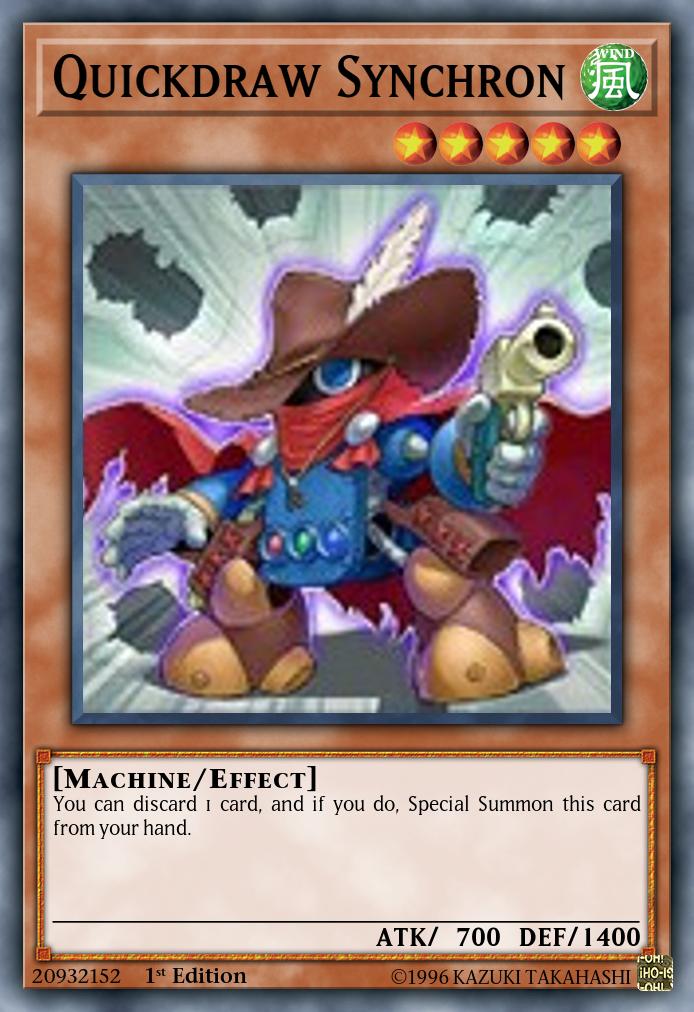 Quickdraw Synchron
WIND
風
[Machine/Effect]
You can discard 1 card, and if you do, Special Summon this card
from your hand.
ATK/ 700 DEF/1400
20932152 1st Edition ©1996 KAZUKI TAKAHASHI